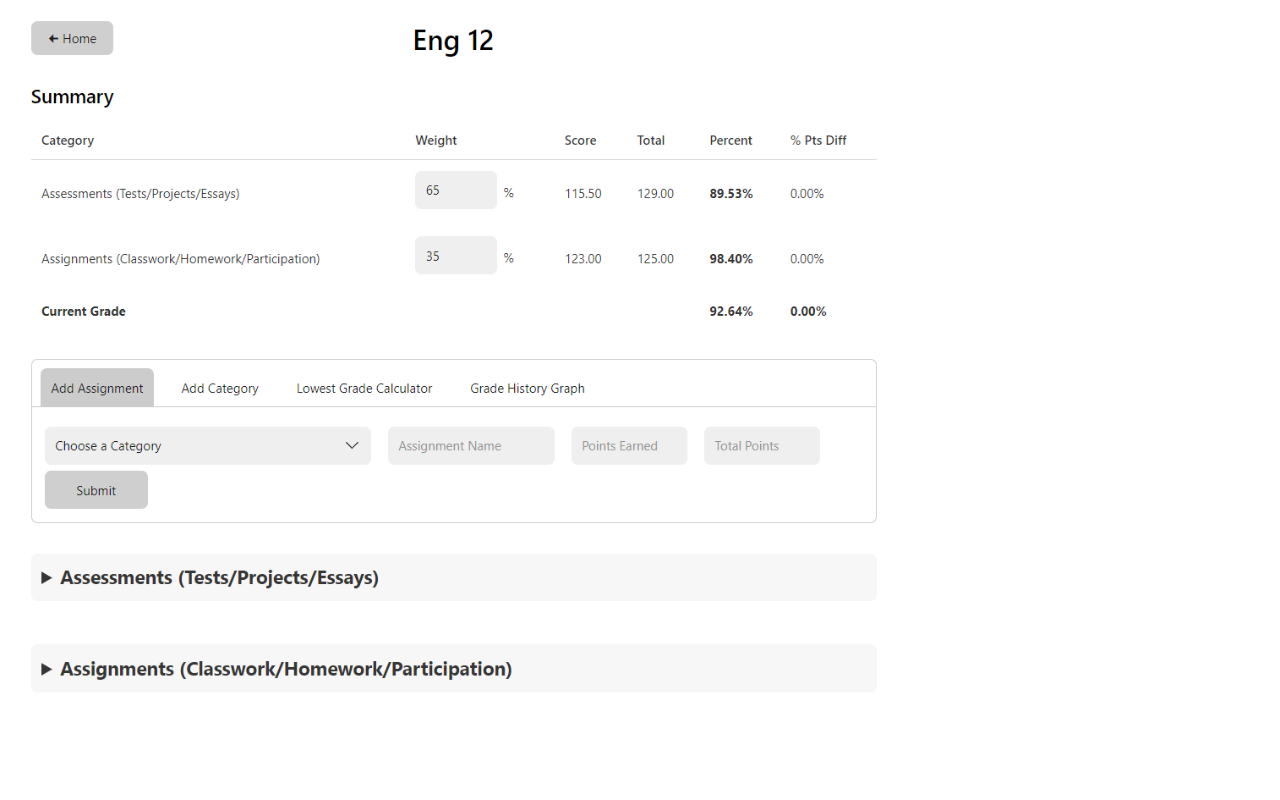 🡸 Home
Eng 12
Summary
Category Weight Score Total Percent % Pts Diff
Assessments (Tests/Projects/Essays) 65 % 115.50 129.00 89.53% 0.00%
Assignments (Classwork/Homework/Participation) 35 % 123.00 125.00 98.40% 0.00%
Current Grade 92.64% 0.00%
Add Assignment Add Category Lowest Grade Calculator Grade History Graph
Choose a Category Assignment Name Points Earned Total Points
Submit
Assessments (Tests/Projects/Essays)
Assignments (Classwork/Homework/Participation)